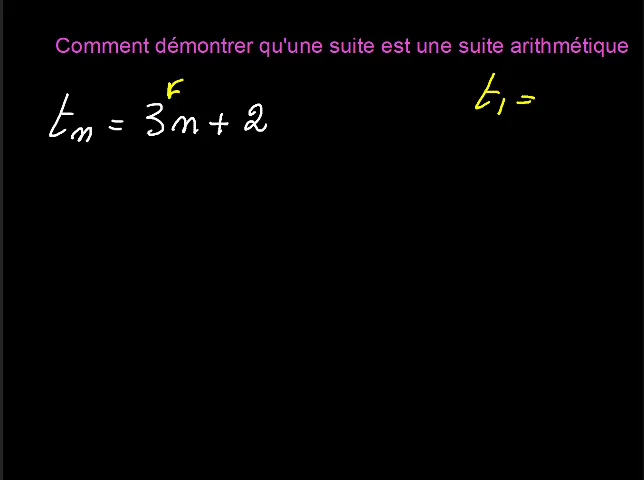 Comment démontrer qu'une suite est une suite arithmétique
r
tn = 3n + 2
t1 =